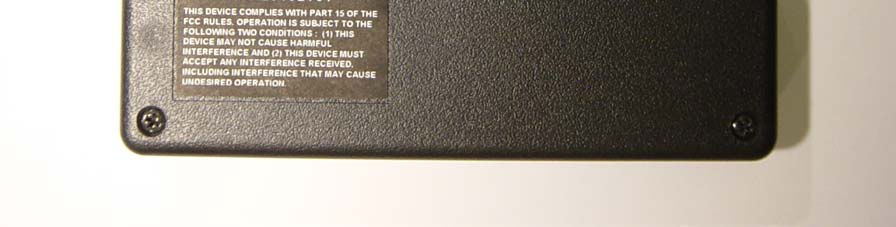 THIS DEVICE COMPLIES WITH PART 15 OF THE
FCC RULES. OPERATION IS SUBJECT TO THE
FOLLOWING TWO CONDITIONS : (1) THIS
DEVICE MAY NOT CAUSE HARMFUL
INTERFERENCE AND (2) THIS DEVICE MUST
ACCEPT ANY INTERFERENCE RECEIVED,
INCLUDING INTERFERENCE THAT MAY CAUSE
UNDESIRED OPERATION.